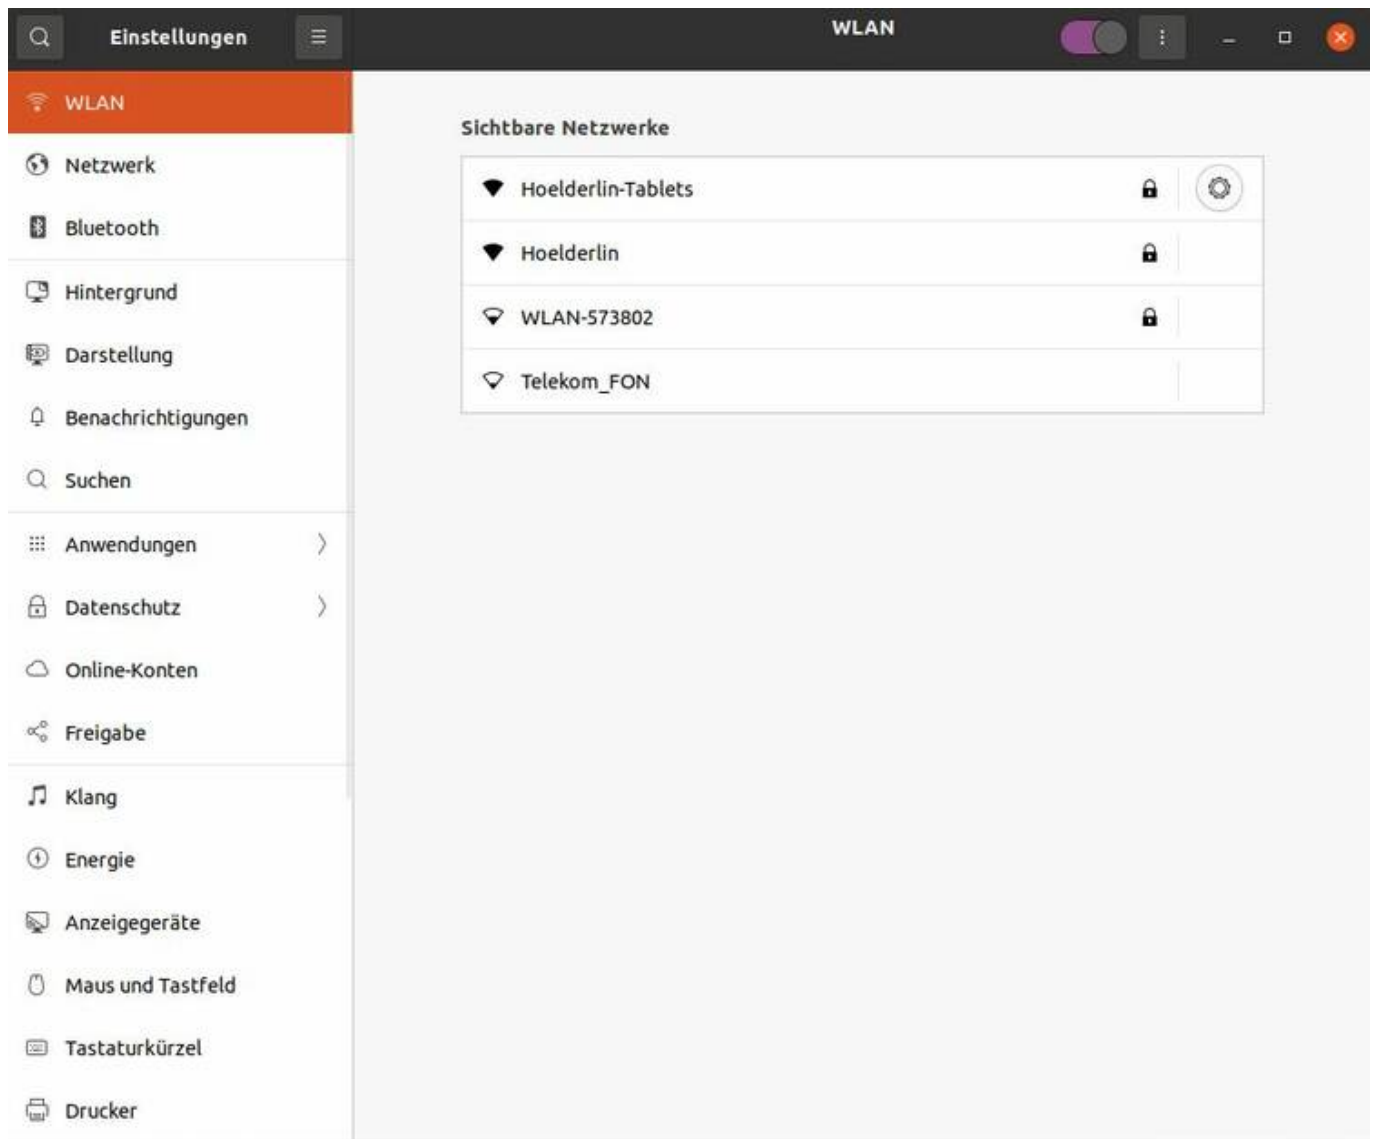 Einstellungen
WLAN
WLAN
Netzwerk
Bluetooth
Hintergrund
Darstellung
Benachrichtigungen
Suchen
Anwendungen
Datenschutz
Online-Konten
Freigabe
Klang
Energie
Anzeigegeräte
Maus und Tastfeld
Tastaturkürzel
Drucker
Sichtbare Netzwerke
Hoelderlin-Tablets
Hoelderlin
WLAN-573802
Telekom_FON